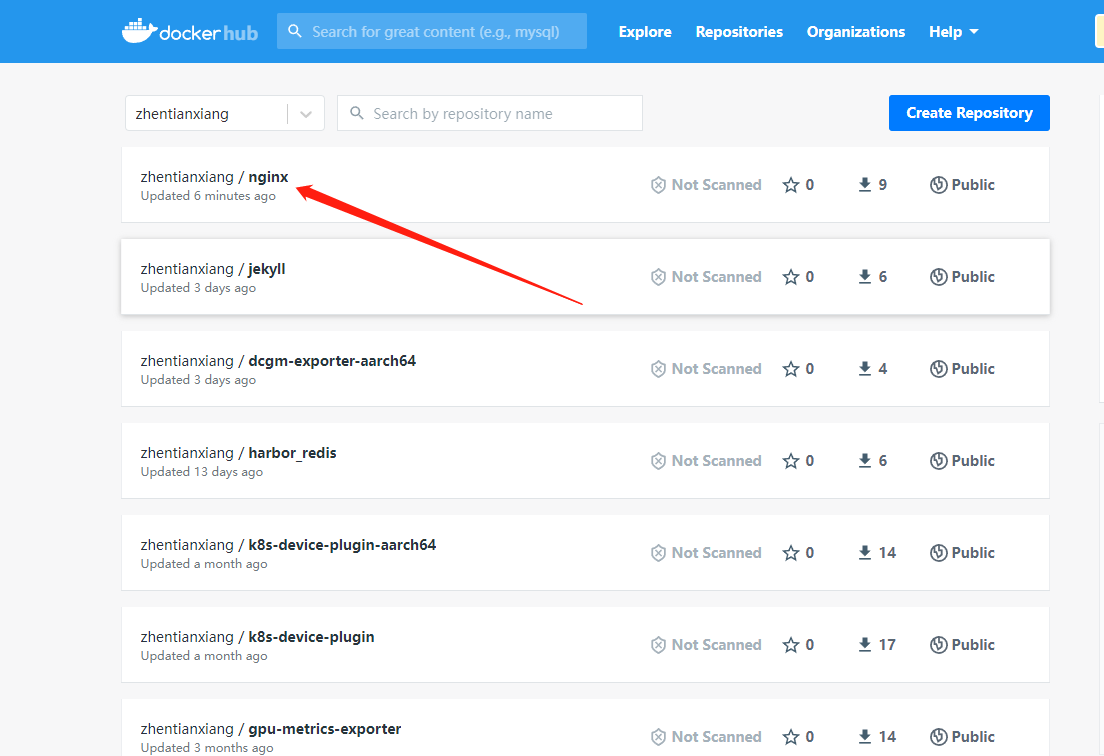 dockerhub Search for great content (e.g., mysql) Explore Repositories Organizations Help
zhentianxiang Search by repository name Create Repository
zhentianxiang / nginx
Updated 6 minutes ago
Not Scanned 0 9 Public
zhentianxiang / jekyll
Updated 3 days ago
Not Scanned 0 6 Public
zhentianxiang / dcgm-exporter-aarch64
Updated 3 days ago
Not Scanned 0 4 Public
zhentianxiang / harbor_redis
Updated 13 days ago
Not Scanned 0 6 Public
zhentianxiang / k8s-device-plugin-aarch64
Updated a month ago
Not Scanned 0 14 Public
zhentianxiang / k8s-device-plugin
Updated a month ago
Not Scanned 0 17 Public
zhentianxiang / gpu-metrics-exporter
Updated 3 months ago
Not Scanned 0 14 Public